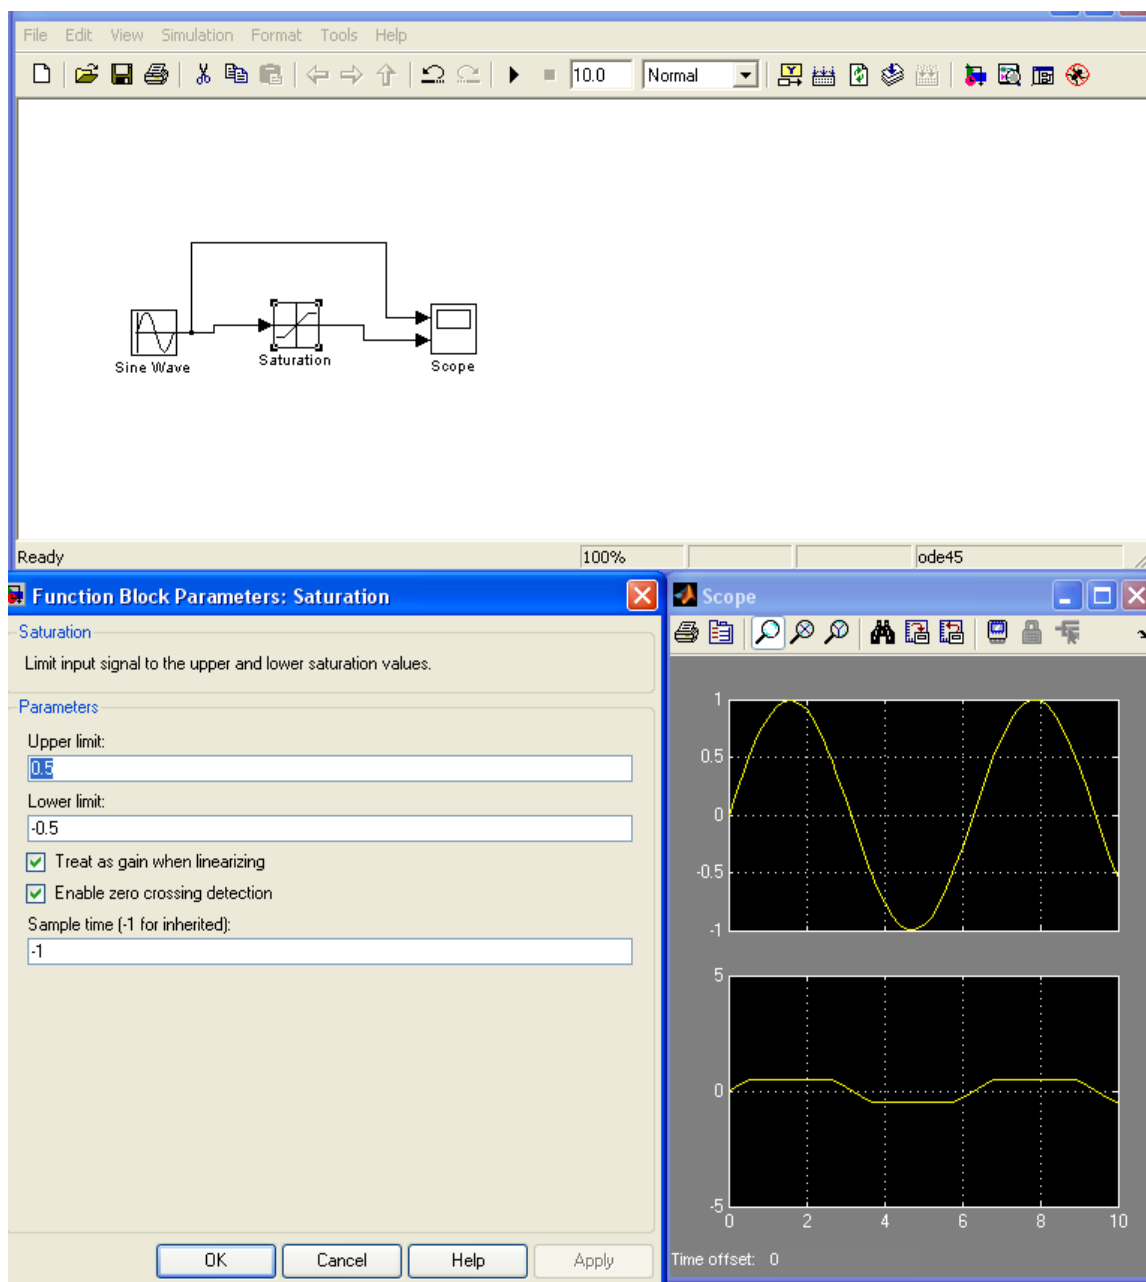 File Edit View Simulation Format Tools Help
10.0 Normal
Sine Wave
Saturation
Scope
Ready 100% ode45
Function Block Parameters: Saturation
Saturation
Limit input signal to the upper and lower saturation values.
Parameters
Upper limit:
0.5
Lower limit:
-0.5
Treat as gain when linearizing
Enable zero crossing detection
Sample time (-1 for inherited):
-1
OK Cancel Help Apply
Scope
1
0.5
0
-0.5
-1
5
0
-5
0 2 4 6 8 10
Time offset: 0